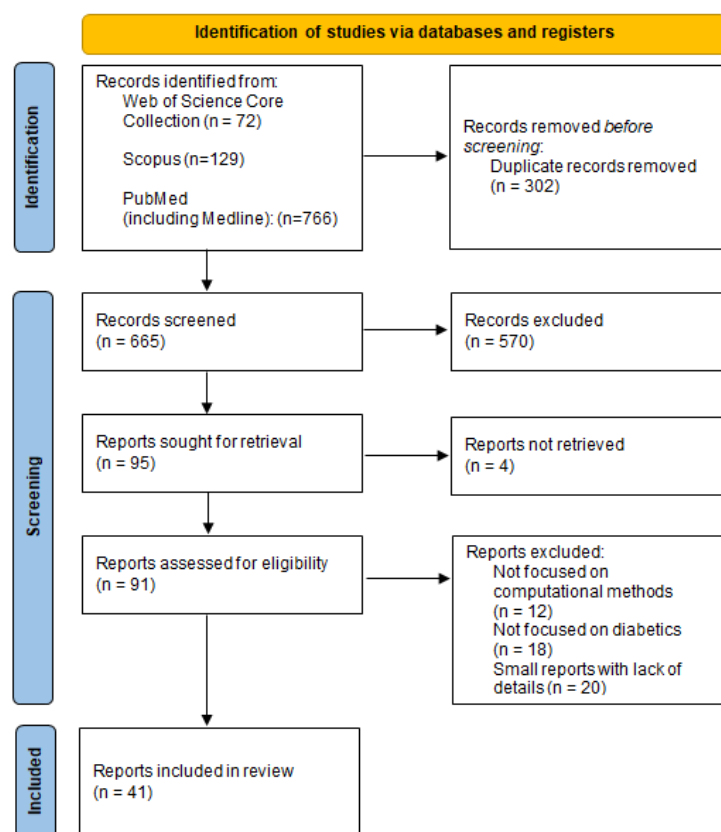 Identification of studies via databases and registers
Identification
Records identified from:
Web of Science Core
Collection (n = 72)
Scopus (n=129)
PubMed
(including Medline): (n=766)
Records removed before
screening:
Duplicate records removed
(n = 302)
Screening
Records screened
(n = 665)
Records excluded
(n = 570)
Reports sought for retrieval
(n = 95)
Reports not retrieved
(n = 4)
Reports assessed for eligibility
(n = 91)
Reports excluded:
Not focused on
computational methods
(n = 12)
Not focused on diabetics
(n = 18)
Small reports with lack of
details (n = 20)
Included
Reports included in review
(n = 41)